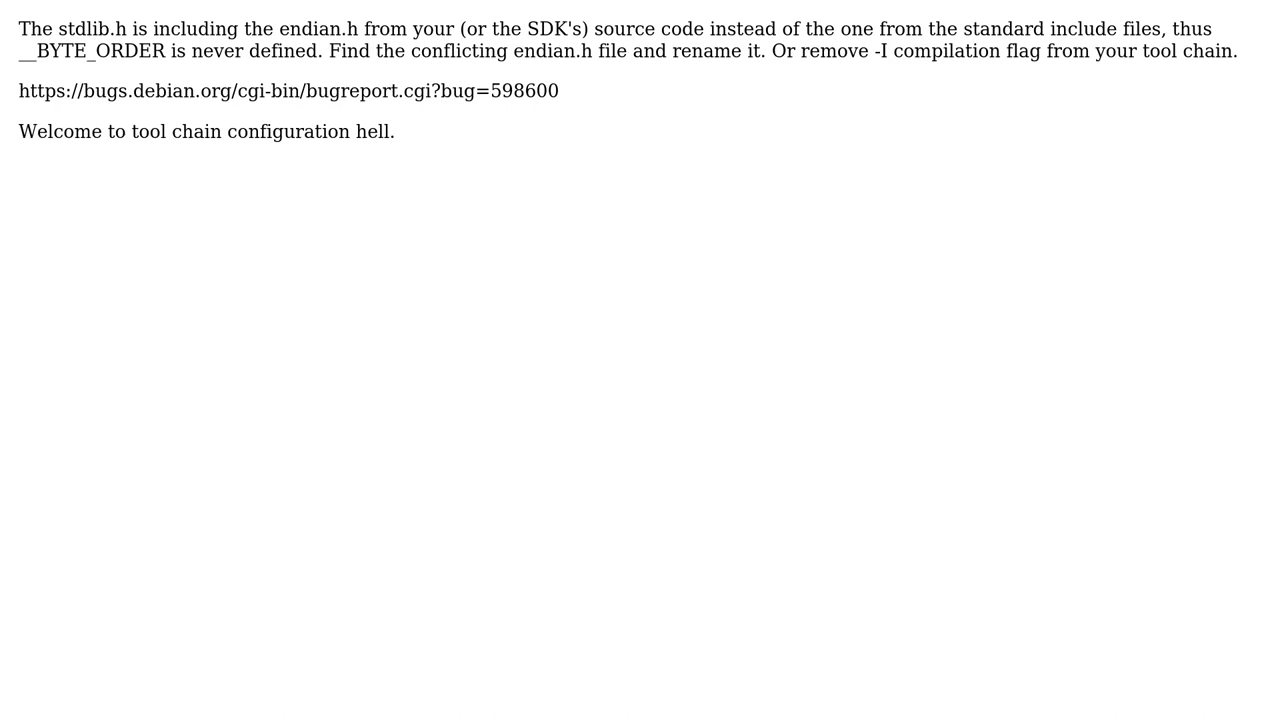 The stdlib.h is including the endian.h from your (or the SDK's) source code instead of the one from the standard include files, thus
__BYTE_ORDER is never defined. Find the conflicting endian.h file and rename it. Or remove -I compilation flag from your tool chain.
https://bugs.debian.org/cgi-bin/bugreport.cgi?bug=598600
Welcome to tool chain configuration hell.